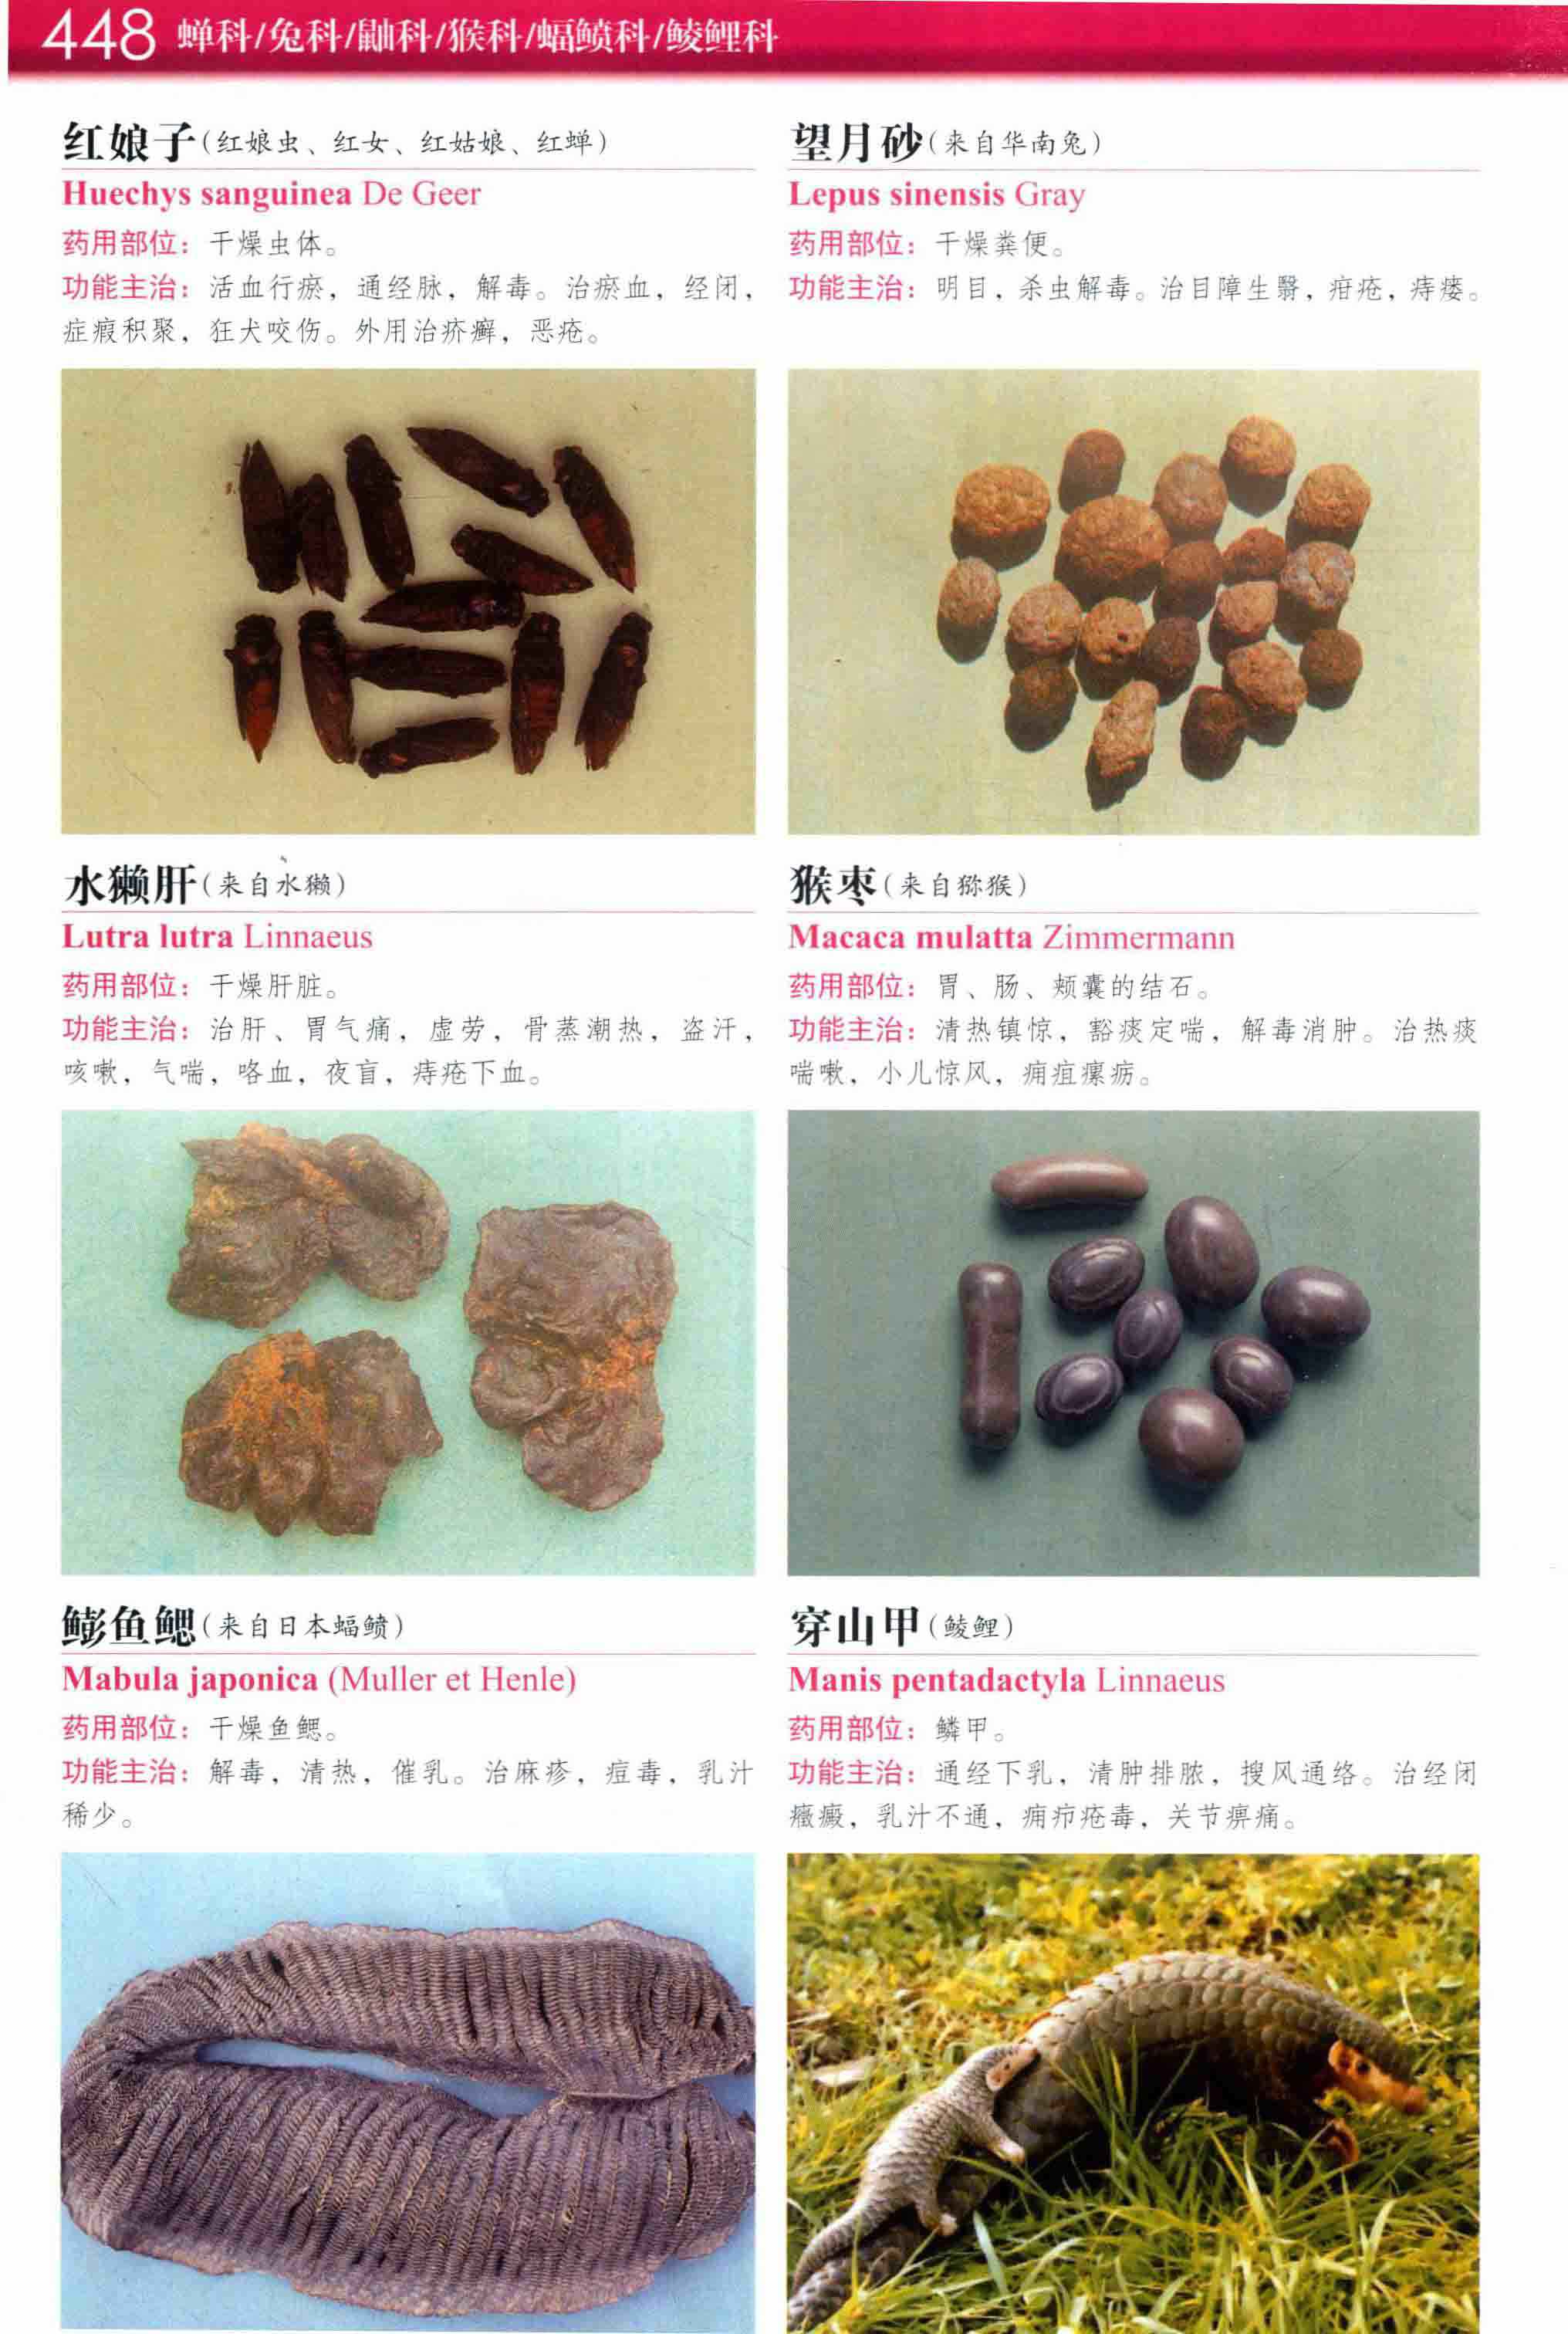 448 蝉科/兔科/鼬科/猴科/蝠鲼科/鲮鲤科
红娘子(红娘虫、红女、红姑娘、红蝉)
Huechys sanguinea De Geer
药用部位：干燥虫体。
功能主治：活血行瘀，通经脉，解毒。治瘀血，经闭，
症瘕积聚，狂犬咬伤。外用治疥癣，恶疮。
望月砂(来自华南兔)
Lepus sinensis Gray
药用部位：干燥粪便。
功能主治：明目，杀虫解毒。治目障生翳，疳疮，痔瘘。
水獭肝(来自水獭)
Lutra lutra Linnaeus
药用部位：干燥肝脏。
功能主治：治肝、胃气痛，虚劳，骨蒸潮热，盗汗，
咳嗽，气喘，咯血，夜盲，痔疮下血。
猴枣(来自猕猴)
Macaca mulatta Zimmermann
药用部位：胃、肠、颊囊的结石。
功能主治：清热镇惊，豁痰定喘，解毒消肿。治热痰
喘嗽，小儿惊风，痈疽瘰疬。
鼓鱼鳃(来自日本蝠鲼)
Mabula japonica (Muller et Henle)
药用部位：干燥鱼鳃。
功能主治：解毒，清热，催乳。治麻疹，痘毒，乳汁
稀少。
穿山甲(鲮鲤)
Manis pentadactyla Linnaeus
药用部位：鳞甲。
功能主治：通经下乳，清肿排脓，搜风通络。治经闭
癥瘕，乳汁不通，痈疖疮毒，关节痹痛。